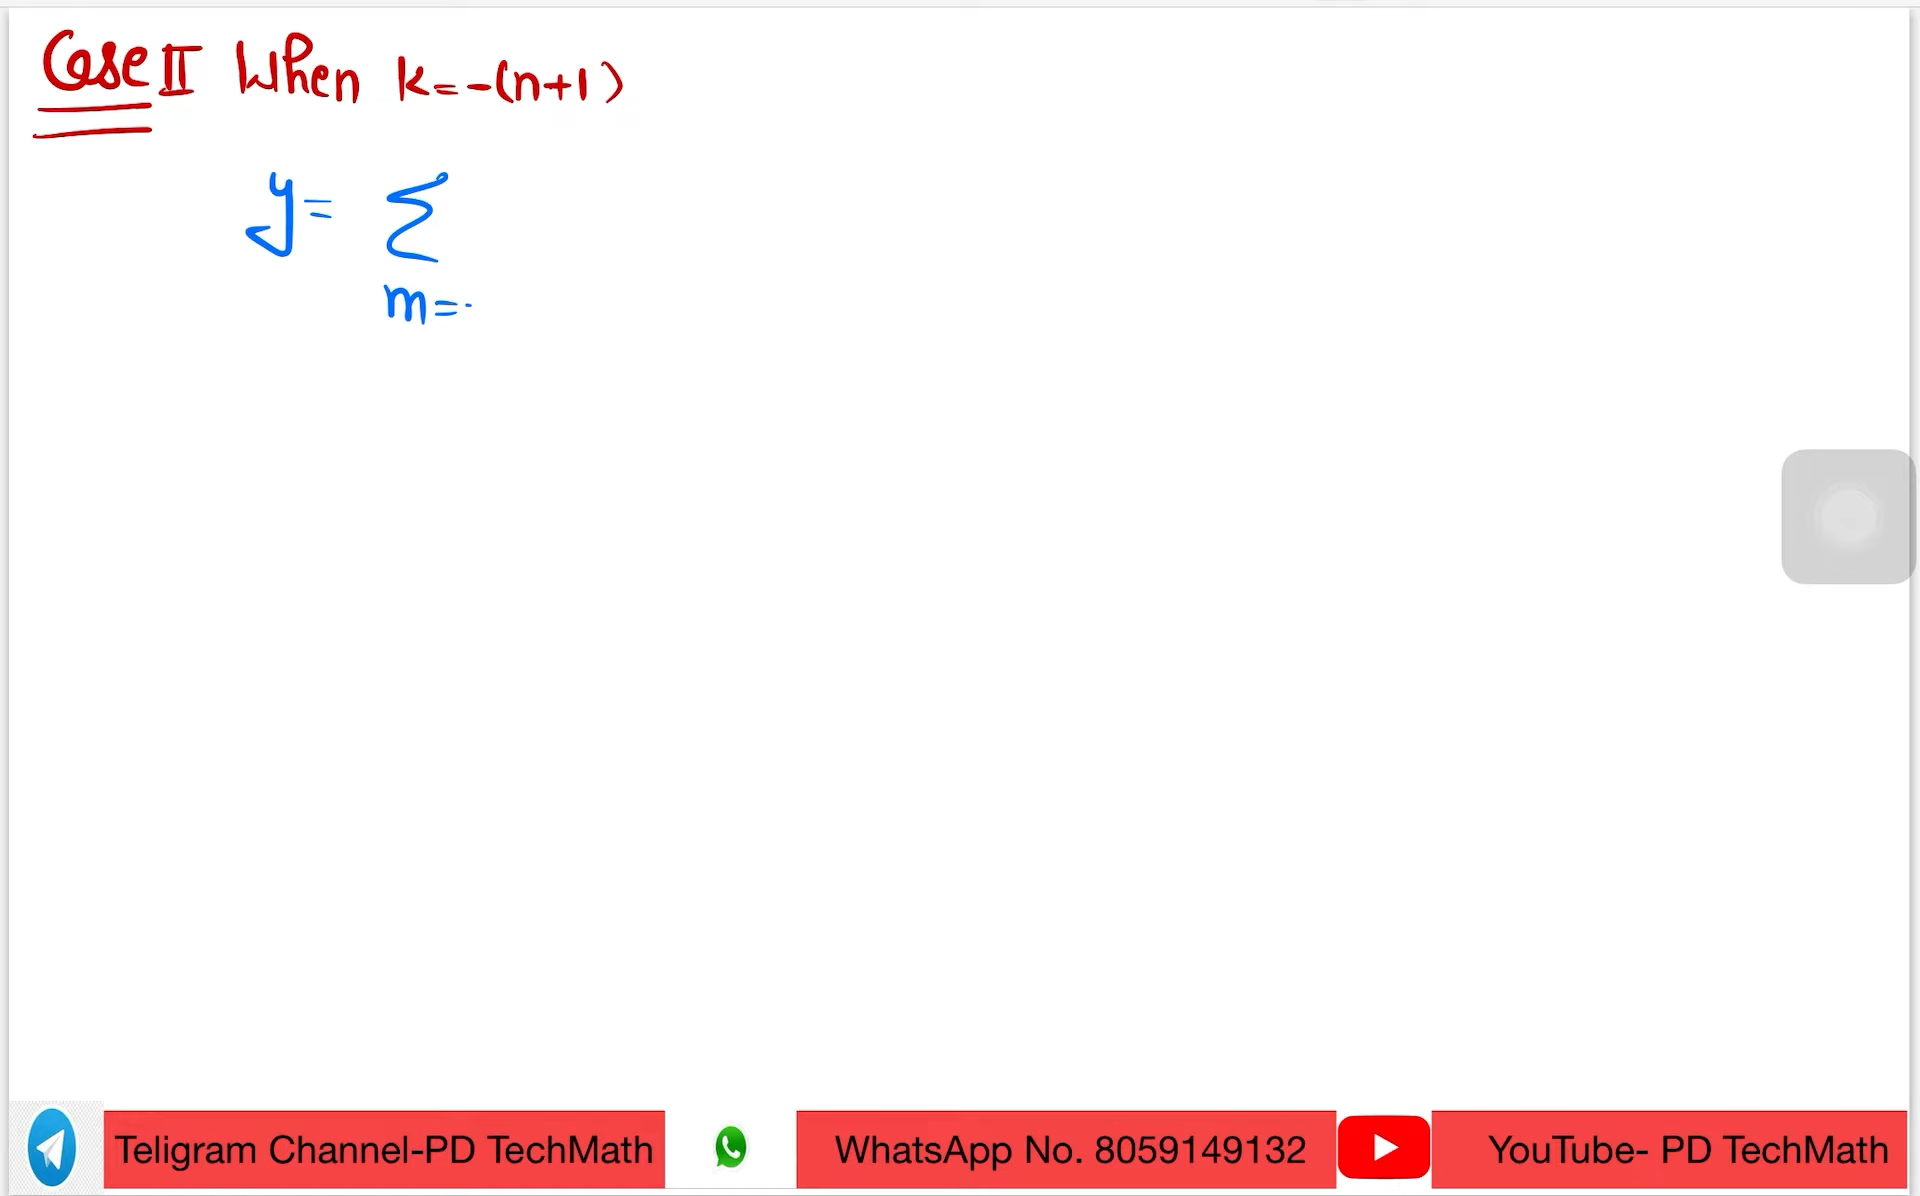 Case II When k=-(n+1)
y= Σ
m=-
Teligram Channel-PD TechMath WhatsApp No. 8059149132 YouTube- PD TechMath